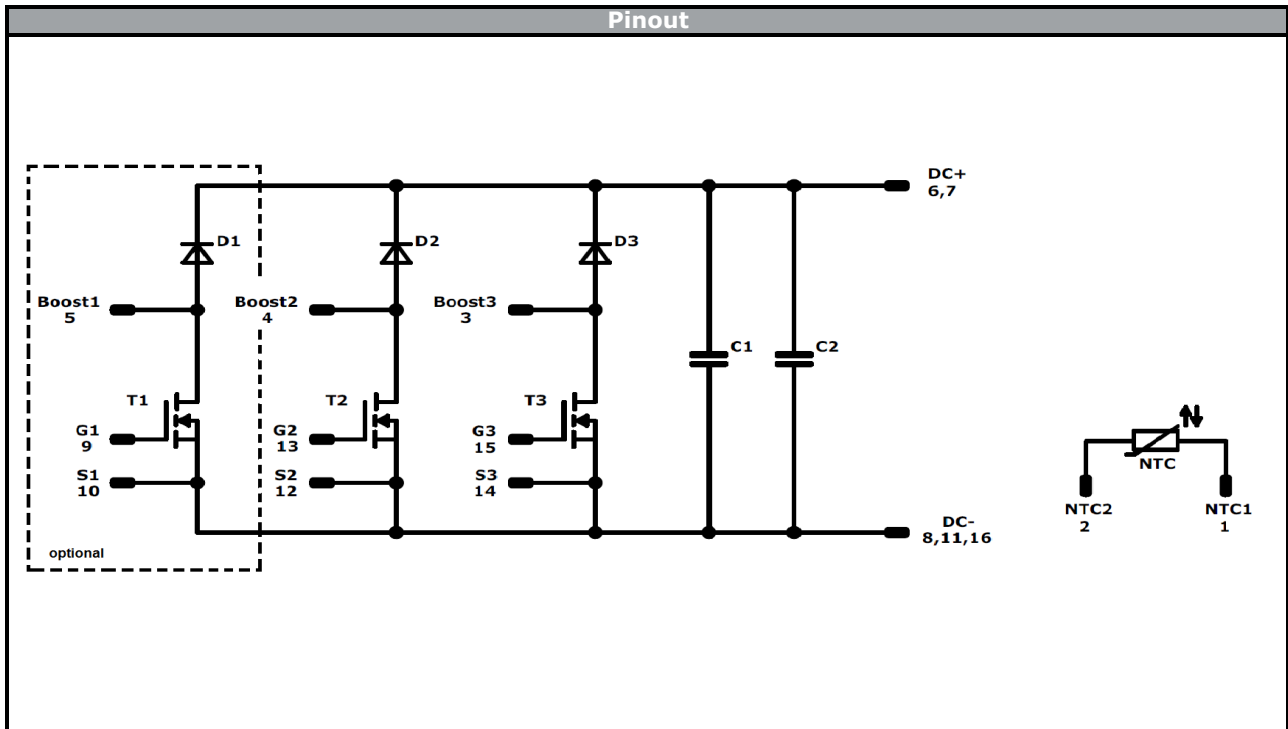 Pinout
DC+
6,7
D1
D2
D3
Boost1
5
Boost2
4
Boost3
3
C1
C2
T1
T2
T3
G1
9
G2
13
G3
15
S1
10
S2
12
S3
14
NTC
NTC2
2
NTC1
1
DC-
8,11,16
optional